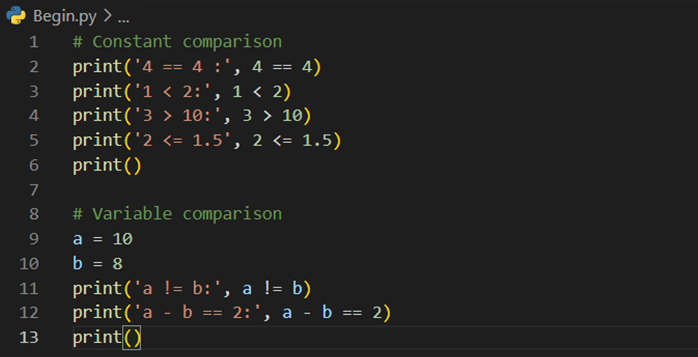 Begin.py > ...
1 # Constant comparison
2 print('4 == 4 :', 4 == 4)
3 print('1 < 2:', 1 < 2)
4 print('3 > 10:', 3 > 10)
5 print('2 <= 1.5', 2 <= 1.5)
6 print()
7
8 # Variable comparison
9 a = 10
10 b = 8
11 print('a != b:', a != b)
12 print('a - b == 2:', a - b == 2)
13 print()